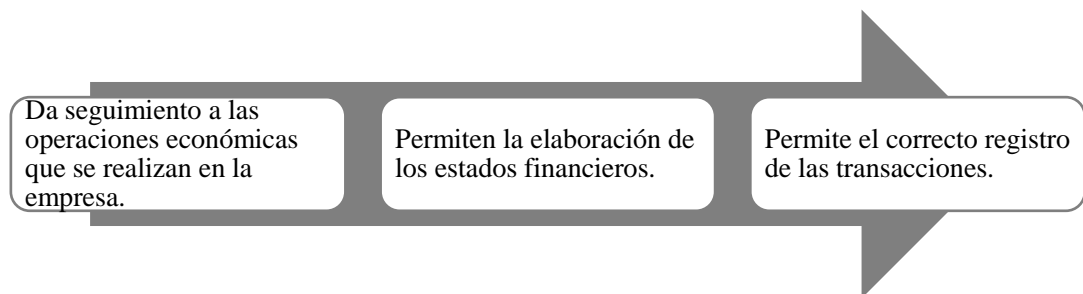 Da seguimiento a las
operaciones económicas
que se realizan en la
empresa.
Permiten la elaboración de
los estados financieros.
Permite el correcto registro
de las transacciones.